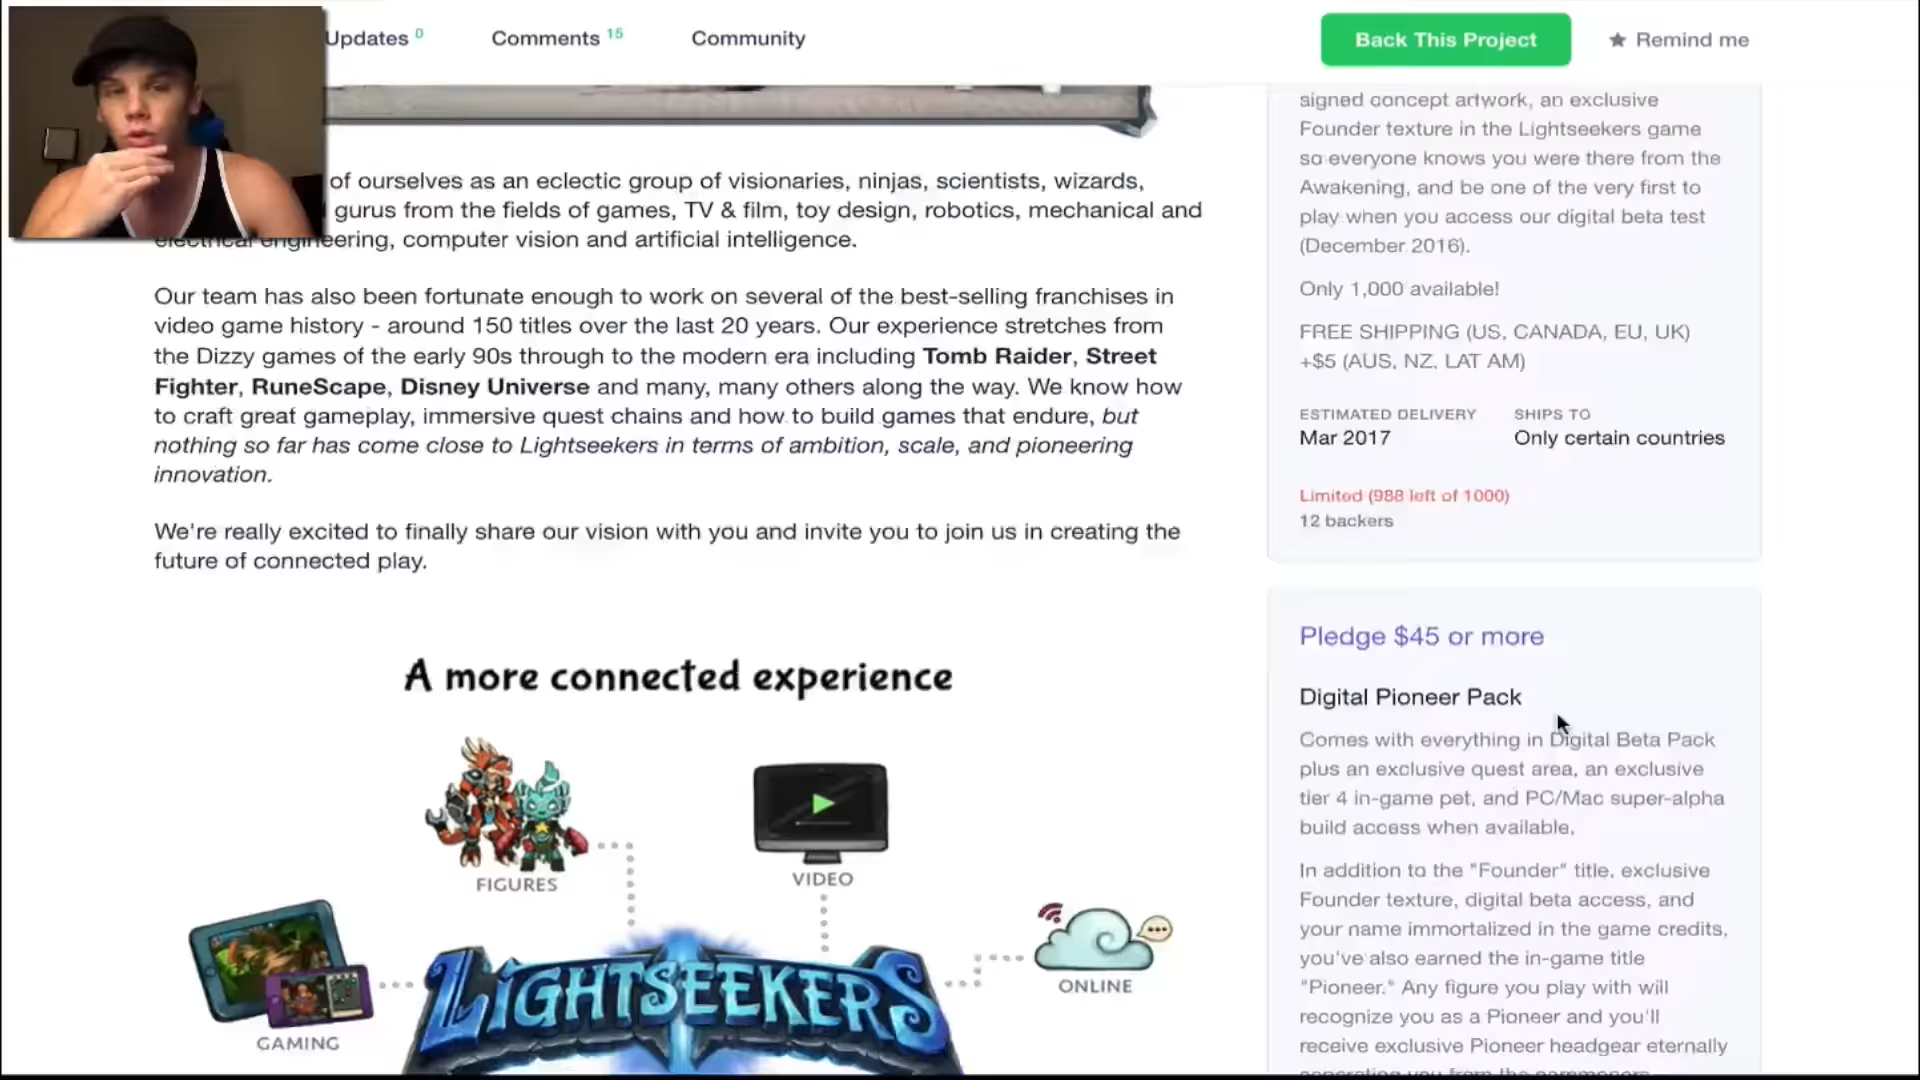 Updates 0
Comments 15
Community
Back This Project
Remind me
of ourselves as an eclectic group of visionaries, ninjas, scientists, wizards,
gurus from the fields of games, TV & film, toy design, robotics, mechanical and
electrical engineering, computer vision and artificial intelligence.
Our team has also been fortunate enough to work on several of the best-selling franchises in
video game history - around 150 titles over the last 20 years. Our experience stretches from
the Dizzy games of the early 90s through to the modern era including Tomb Raider, Street
Fighter, RuneScape, Disney Universe and many, many others along the way. We know how
to craft great gameplay, immersive quest chains and how to build games that endure, but
nothing so far has come close to Lightseekers in terms of ambition, scale, and pioneering
innovation.
We're really excited to finally share our vision with you and invite you to join us in creating the
future of connected play.
A more connected experience
FIGURES
VIDEO
ONLINE
GAMING
LIGHTSEEKERS
signed concept artwork, an exclusive
Founder texture in the Lightseekers game
so everyone knows you were there from the
Awakening, and be one of the very first to
play when you access our digital beta test
(December 2016).
Only 1,000 available!
FREE SHIPPING (US, CANADA, EU, UK)
+$5 (AUS, NZ, LAT AM)
ESTIMATED DELIVERY
Mar 2017
SHIPS TO
Only certain countries
Limited (988 left of 1000)
12 backers
Pledge $45 or more
Digital Pioneer Pack
Comes with everything in Digital Beta Pack
plus an exclusive quest area, an exclusive
tier 4 in-game pet, and PC/Mac super-alpha
build access when available.
In addition to the "Founder" title, exclusive
Founder texture, digital beta access, and
your name immortalized in the game credits,
you've also earned the in-game title
"Pioneer." Any figure you play with will
recognize you as a Pioneer and you'll
receive exclusive Pioneer headgear eternally
separating you from the commoners